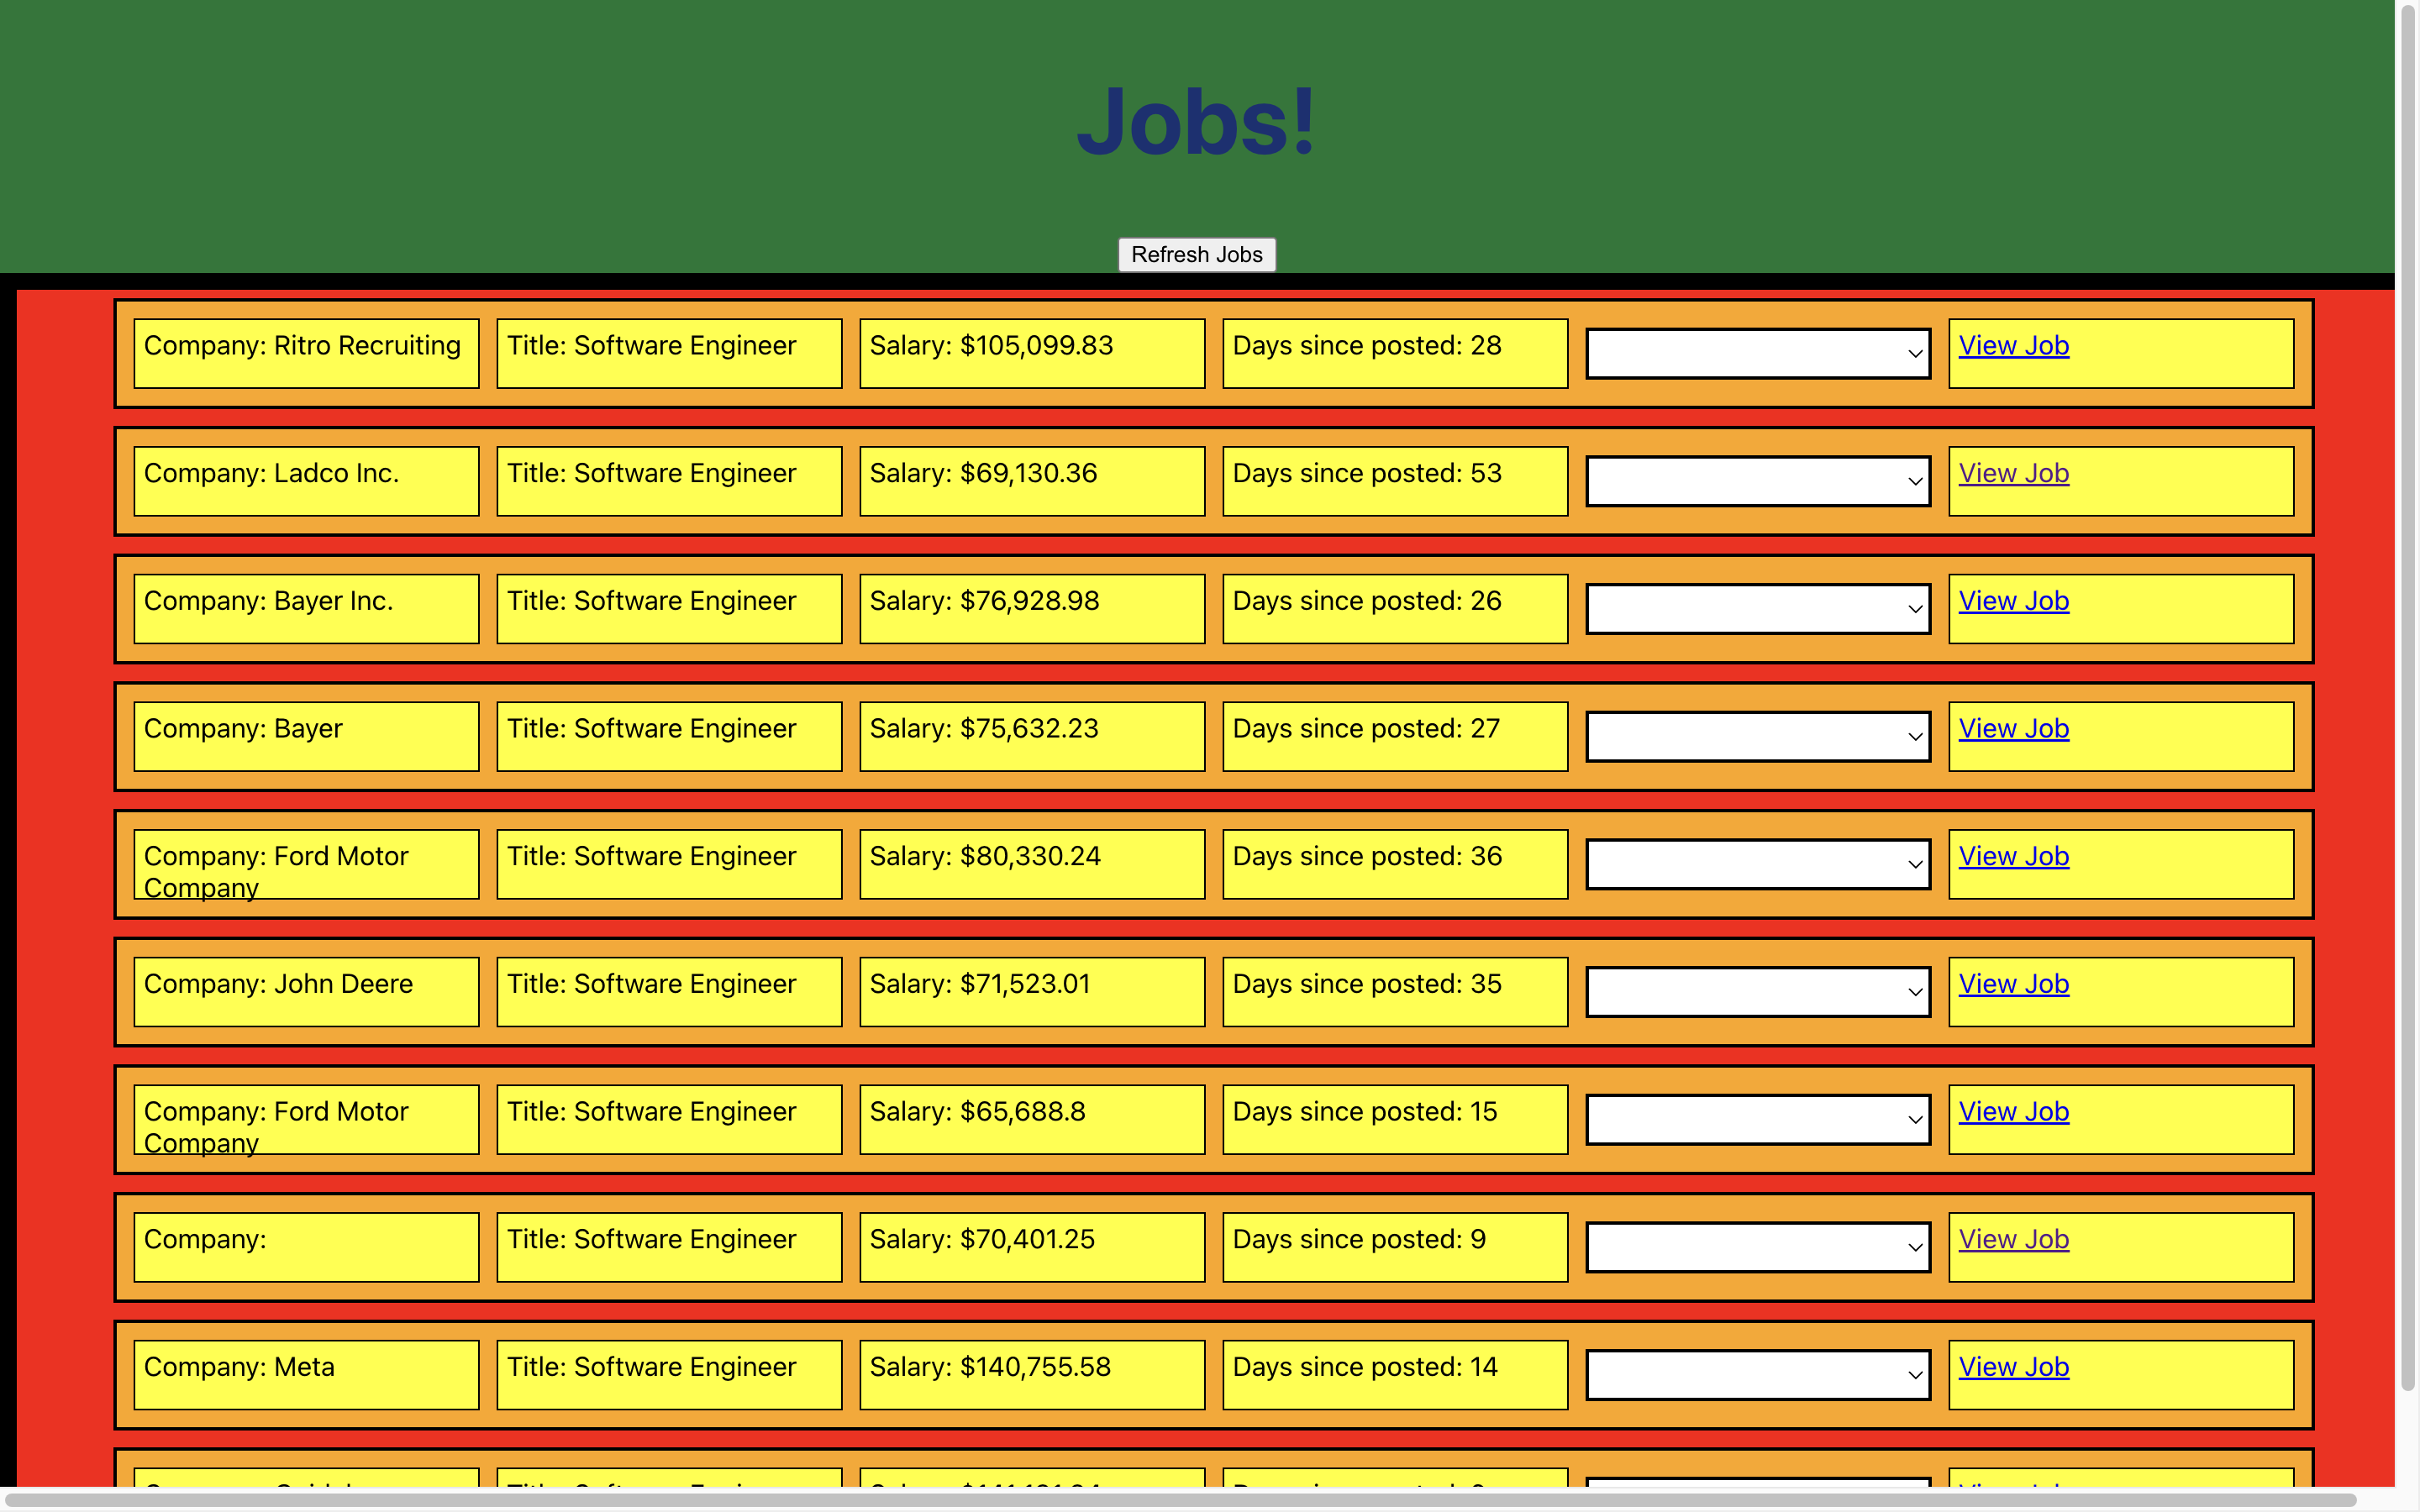 Jobs!
Refresh Jobs
Company: Ritro Recruiting Title: Software Engineer Salary: $105,099.83 Days since posted: 28 View Job
Company: Ladco Inc. Title: Software Engineer Salary: $69,130.36 Days since posted: 53 View Job
Company: Bayer Inc. Title: Software Engineer Salary: $76,928.98 Days since posted: 26 View Job
Company: Bayer Title: Software Engineer Salary: $75,632.23 Days since posted: 27 View Job
Company: Ford Motor Title: Software Engineer Salary: $80,330.24 Days since posted: 36 View Job
Company
Company: John Deere Title: Software Engineer Salary: $71,523.01 Days since posted: 35 View Job
Company: Ford Motor Title: Software Engineer Salary: $65,688.8 Days since posted: 15 View Job
Company
Company: Title: Software Engineer Salary: $70,401.25 Days since posted: 9 View Job
Company: Meta Title: Software Engineer Salary: $140,755.58 Days since posted: 14 View Job